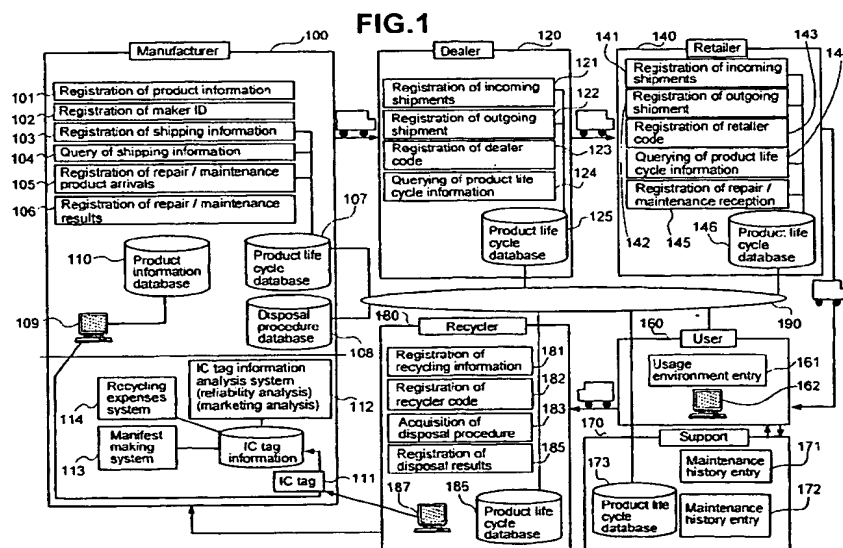 FIG.1
Manufacturer
100
101
Registration of product information
102
Registration of maker ID
103
Registration of shipping information
104
Query of shipping information
105
Registration of repair / maintenance
product arrivals
106
Registration of repair / maintenance
results
107
110
Product
information
database
Product life
cycle database
109
Disposal
procedure
database
108
IC tag information
analysis system
(reliability analysis)
(marketing analysis)
112
Recycling
expenses
system
114
Manifest
making
system
113
IC tag
information
IC tag
111
Dealer
120
121
Registration of incoming
shipments
122
Registration of outgoing
shipment
Registration of dealer
code
123
Querying of product life
cycle information
124
Product life
cycle
database
125
Retailer
140
141
143
14
Registration of incoming
shipments
Registration of outgoing
shipment
Registration of retailer
code
Querying of product life
cycle information
Registration of repair /
maintenance reception
142
145
146
Product life
cycle
database
190
180
Recycler
Registration of
recycling information
181
Registration of
recycler code
182
Acquisition of
disposal procedure
183
Registration of
disposal results
185
187
186
Product life
cycle
database
160
User
Usage
environment entry
161
162
170
Support
173
Product life
cycle
database
Maintenance
history entry
171
Maintenance
history entry
172